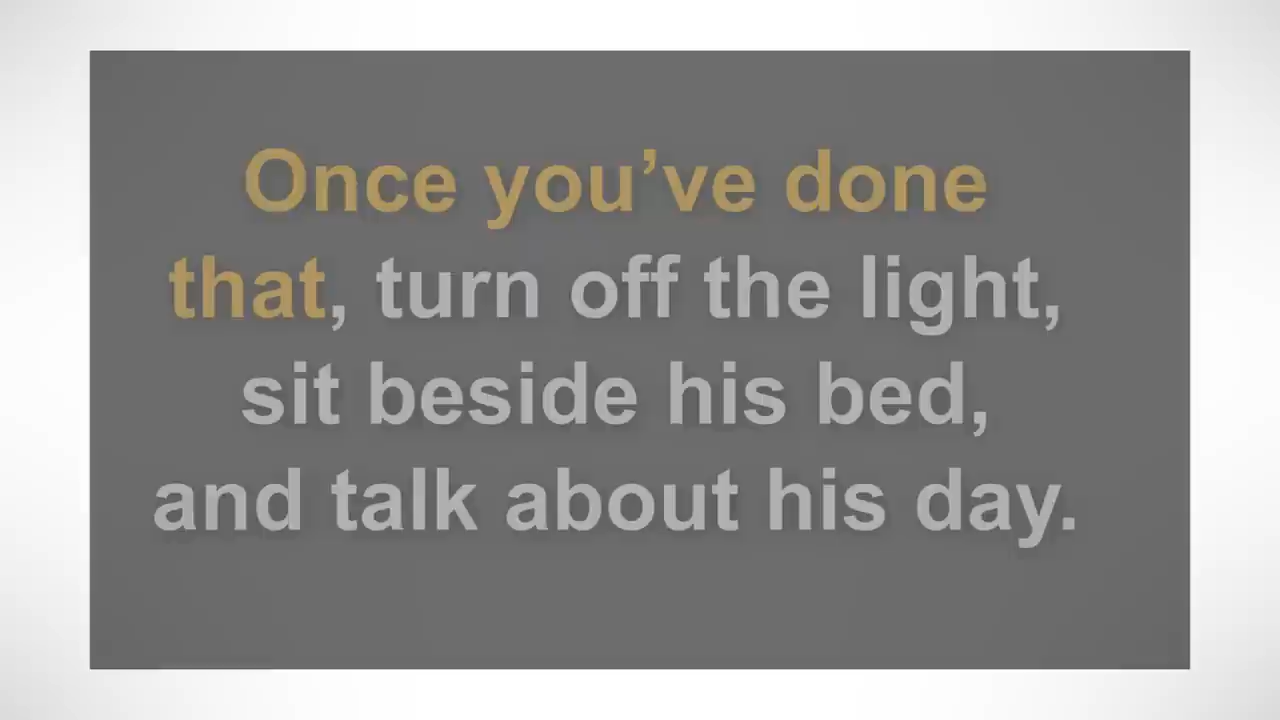 Once you’ve done
that, turn off the light,
sit beside his bed,
and talk about his day.